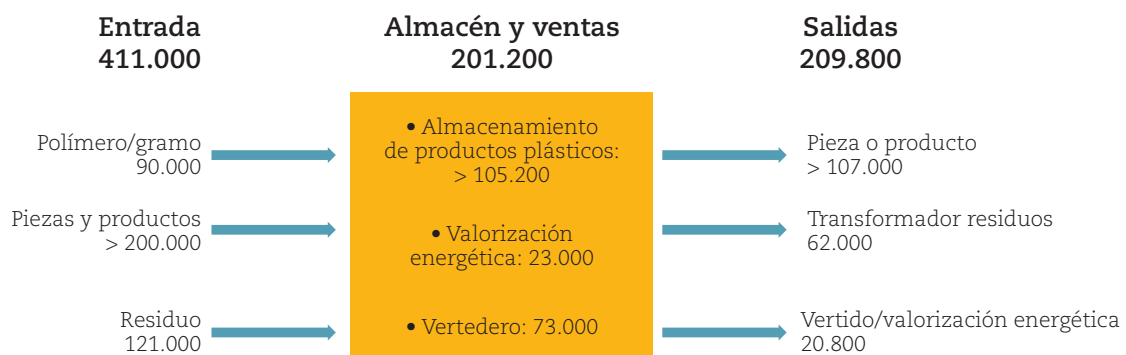 Entrada
411.000
Almacén y ventas
201.200
Salidas
209.800
Polímero/gramo
90.000
Piezas y productos
> 200.000
Residuo
121.000
• Almacenamiento
de productos plásticos:
> 105.200
• Valorización
energética: 23.000
• Vertedero: 73.000
Pieza o producto
> 107.000
Transformador residuos
62.000
Vertido/valorización energética
20.800